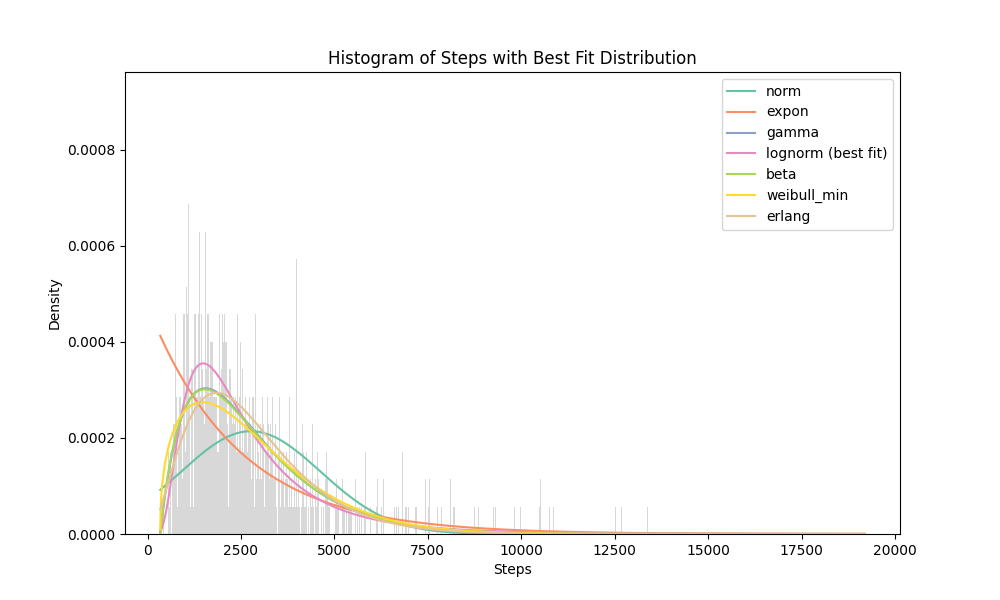 Histogram of Steps with Best Fit Distribution
norm
expon
gamma
lognorm (best fit)
beta
weibull_min
erlang
0.0008
0.0006
0.0004
0.0002
0.0000
Density
0 2500 5000 7500 10000 12500 15000 17500 20000
Steps